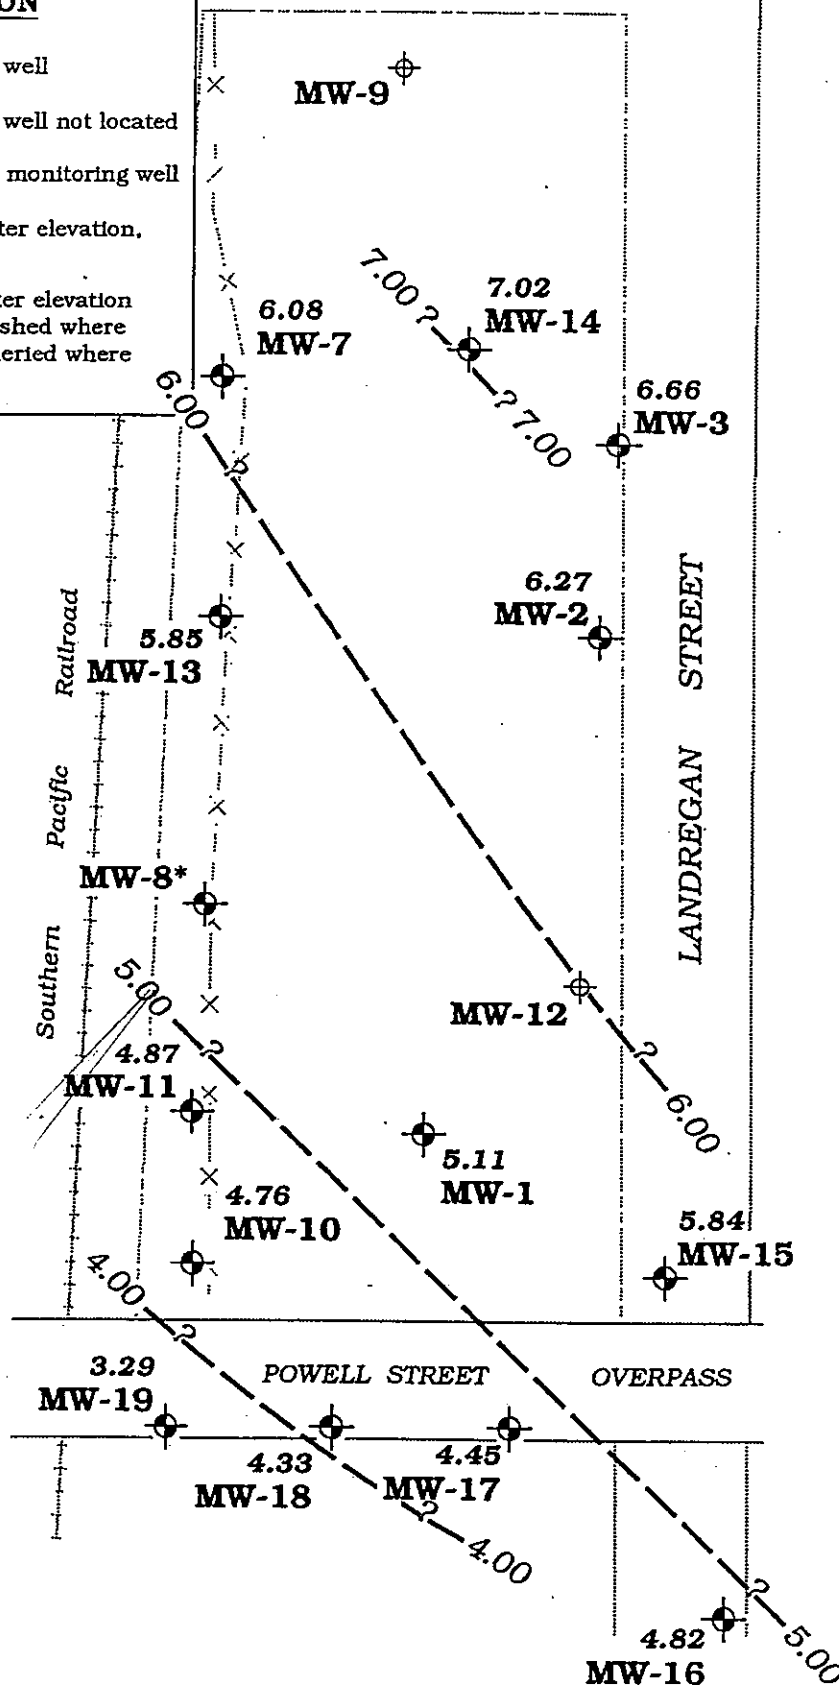 ON
well
well not located
monitoring well
ter elevation,
ter elevation
shed where
eried where
MW-9
7.00 ?
7.02
MW-14
? 7.00
6.08
MW-7
6.66
MW-3
6.00
?
6.27
MW-2
5.85
MW-13
Southern Pacific Railroad
LANDREGAN STREET
MW-8*
5.00
?
MW-12
?
6.00
4.87
MW-11
5.11
MW-1
4.76
MW-10
5.84
MW-15
4.00
?
POWELL STREET OVERPASS
3.29
MW-19
4.33
MW-18
4.45
MW-17
?
4.00
?
5.00
4.82
MW-16